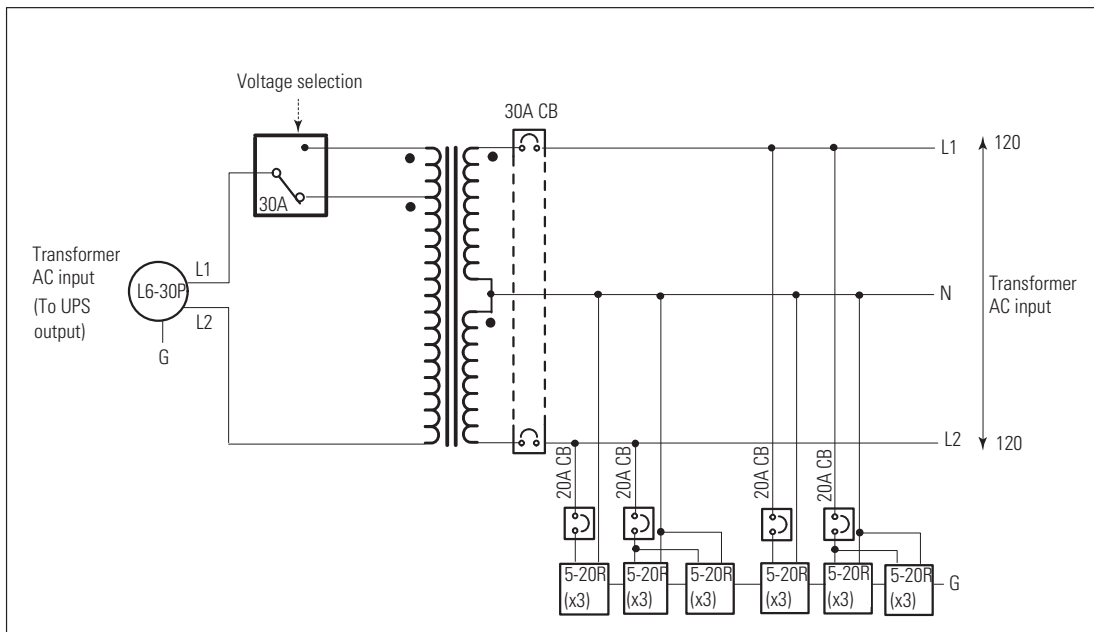 Voltage selection
30A CB
L1
120
30A
Transformer
AC input
(To UPS
output)
L6-30P
L1
L2
G
N
Transformer
AC input
L2
120
20A CB
20A CB
20A CB
20A CB
5-20R
(x3)
5-20R
(x3)
5-20R
(x3)
5-20R
(x3)
5-20R
(x3)
5-20R
(x3)
G